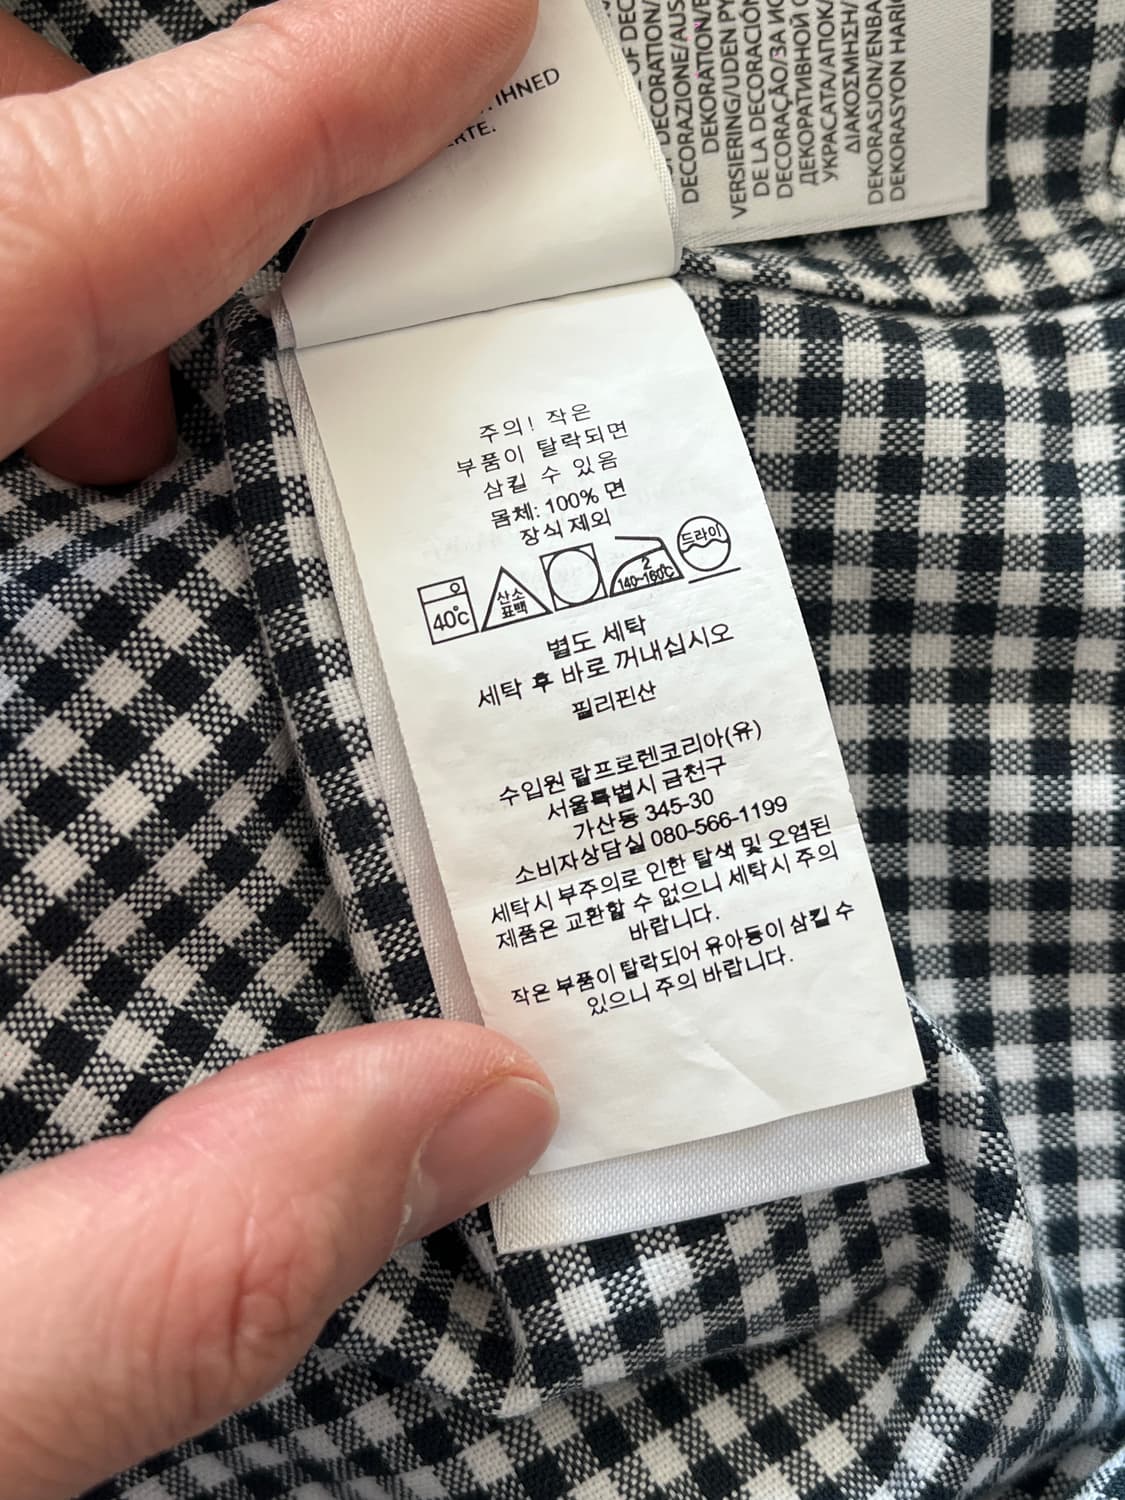 IHNED
DECORATION/
DECORAZIONE/AUS
DEKORATION/E
VERSIERING/UDEN PY
DE LA DECORACIÓN
DECORAÇÃO/ЗА ИС
ДЕКОРАТИВНОЙ О
УКРАСАТА/АПОК/
ΔΙΑΚΟΣΜΗΣΗ/
DEKORASJON/ENBA
DEKORASYON HARİÇ
주의! 작은
부품이 탈락되면
삼킬 수 있음
몸체: 100% 면
장식 제외
40℃
산소
표백
2
140~160℃
드라이
별도 세탁
세탁 후 바로 꺼내십시오
필리핀산
수입원 랄프로렌코리아(유)
서울특별시 금천구
가산동 345-30
소비자상담실 080-566-1199
세탁시 부주의로 인한 탈색 및 오염된
제품은 교환할 수 없으니 세탁시 주의
바랍니다.
작은 부품이 탈락되어 유아동이 삼킬 수
있으니 주의 바랍니다.